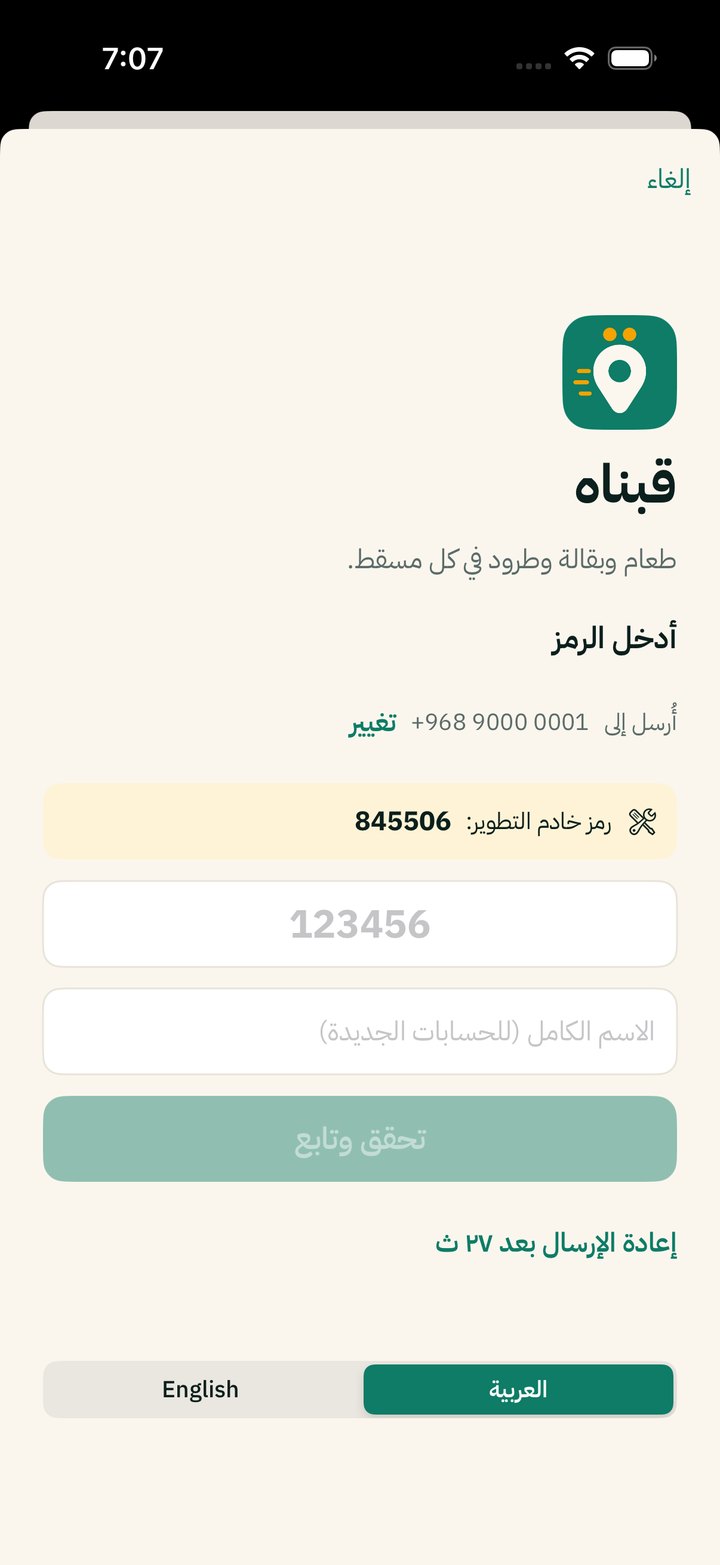 7:07
إلغاء
قبناه
طعام وبقالة وطرود في كل مسقط.
أدخل الرمز
أُرسل إلى +968 9000 0001 تغيير
رمز خادم التطوير: 845506
123456
الاسم الكامل (للحسابات الجديدة)
تحقق وتابع
إعادة الإرسال بعد ٢٧ ث
العربية English